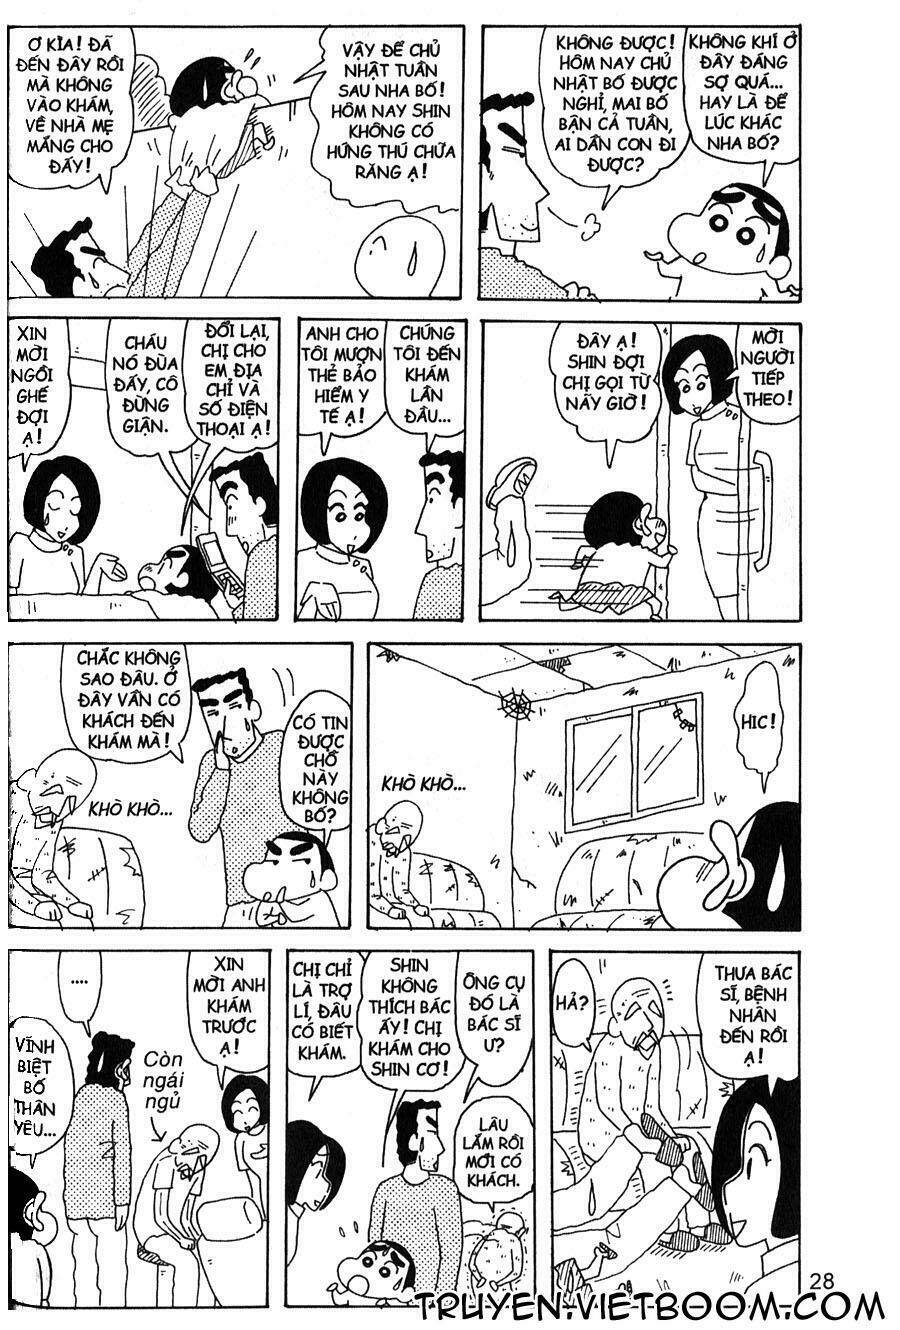 KHÔNG KHÍ Ở
ĐÂY ĐÁNG
SỢ QUÁ...
HAY LÀ ĐỂ
LÚC KHÁC
NHA BỐ?
KHÔNG ĐƯỢC!
HÔM NAY CHỦ
NHẬT BỐ ĐƯỢC
NGHỈ, MAI BỐ
BẬN CẢ TUẦN,
AI DẪN CON ĐI
ĐƯỢC?
VẬY ĐỂ CHỦ
NHẬT TUẦN
SAU NHA BỐ!
HÔM NAY SHIN
KHÔNG CÓ
HỨNG THÚ CHỮA
RĂNG Ạ!
Ơ KÌA! ĐÃ
ĐẾN ĐÂY RỒI
MÀ KHÔNG
VÀO KHÁM,
VỀ NHÀ MẸ
MẮNG CHO
ĐẤY!
MỜI
NGƯỜI
TIẾP
THEO!
ĐÂY Ạ!
SHIN ĐỢI
CHỊ GỌI TỪ
NÃY GIỜ!
CHÚNG
TÔI ĐẾN
KHÁM
LẦN
ĐẦU...
ANH CHO
TÔI MƯỢN
THẺ BẢO
HIỂM Y
TẾ Ạ!
ĐỔI LẠI,
CHỊ CHO
EM ĐỊA
CHỈ VÀ
SỐ ĐIỆN
THOẠI Ạ!
CHÁU
NÓ ĐÙA
ĐẤY, CÔ
ĐỪNG
GIẬN.
XIN
MỜI
NGỒI
GHẾ
ĐỢI
Ạ!
HIC!
KHÒ KHÒ...
CÓ TIN
ĐƯỢC
CHỖ
NÀY
KHÔNG
BỐ?
CHẮC KHÔNG
SAO ĐÂU. Ở
ĐÂY VẪN CÓ
KHÁCH ĐẾN
KHÁM MÀ!
KHÒ KHÒ...
THƯA BÁC
SĨ, BỆNH
NHÂN
ĐẾN RỒI
Ạ!
HẢ?
ÔNG CỤ
ĐÓ LÀ
BÁC SĨ
Ư?
SHIN
KHÔNG
THÍCH BÁC
ẤY! CHỊ
KHÁM CHO
SHIN CƠ!
CHỊ CHỈ
LÀ TRỢ
LÍ, ĐÂU
CÓ BIẾT
KHÁM.
LÂU
LẮM RỒI
MỚI CÓ
KHÁCH.
XIN
MỜI ANH
KHÁM
TRƯỚC
Ạ!
....
Còn
ngái
ngủ
VĨNH
BIỆT
BỐ
THÂN
YÊU...
28
TRUYEN.VIETBOOM.COM